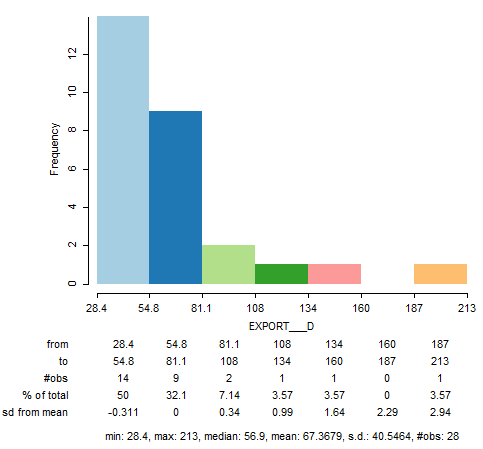 12
10
8
6
4
2
0
Frequency
28.4 54.8 81.1 108 134 160 187 213
EXPORT___D
from 28.4 54.8 81.1 108 134 160 187
to 54.8 81.1 108 134 160 187 213
#obs 14 9 2 1 1 0 1
% of total 50 32.1 7.14 3.57 3.57 0 3.57
sd from mean -0.311 0 0.34 0.99 1.64 2.29 2.94
min: 28.4, max: 213, median: 56.9, mean: 67.3679, s.d.: 40.5464, #obs: 28